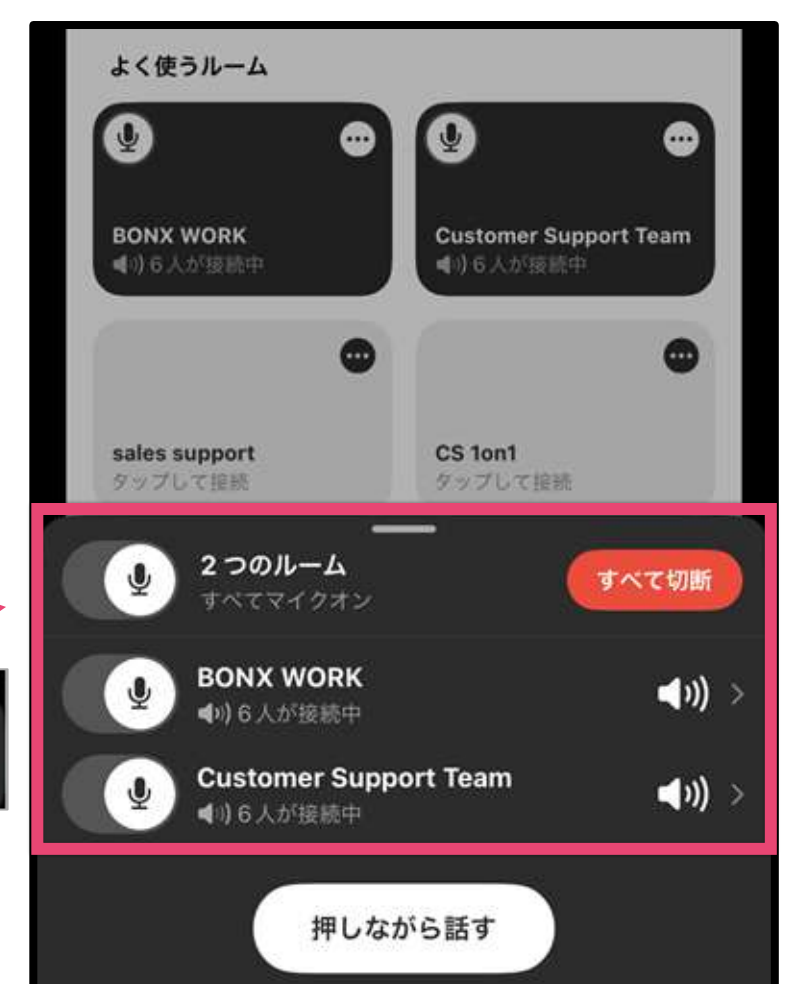 よく使うルーム
BONX WORK
6人が接続中
Customer Support Team
6人が接続中
sales support
タップして接続
CS 1on1
タップして接続
2つのルーム
すべてマイクオン
すべて切断
BONX WORK
6人が接続中
Customer Support Team
6人が接続中
押しながら話す